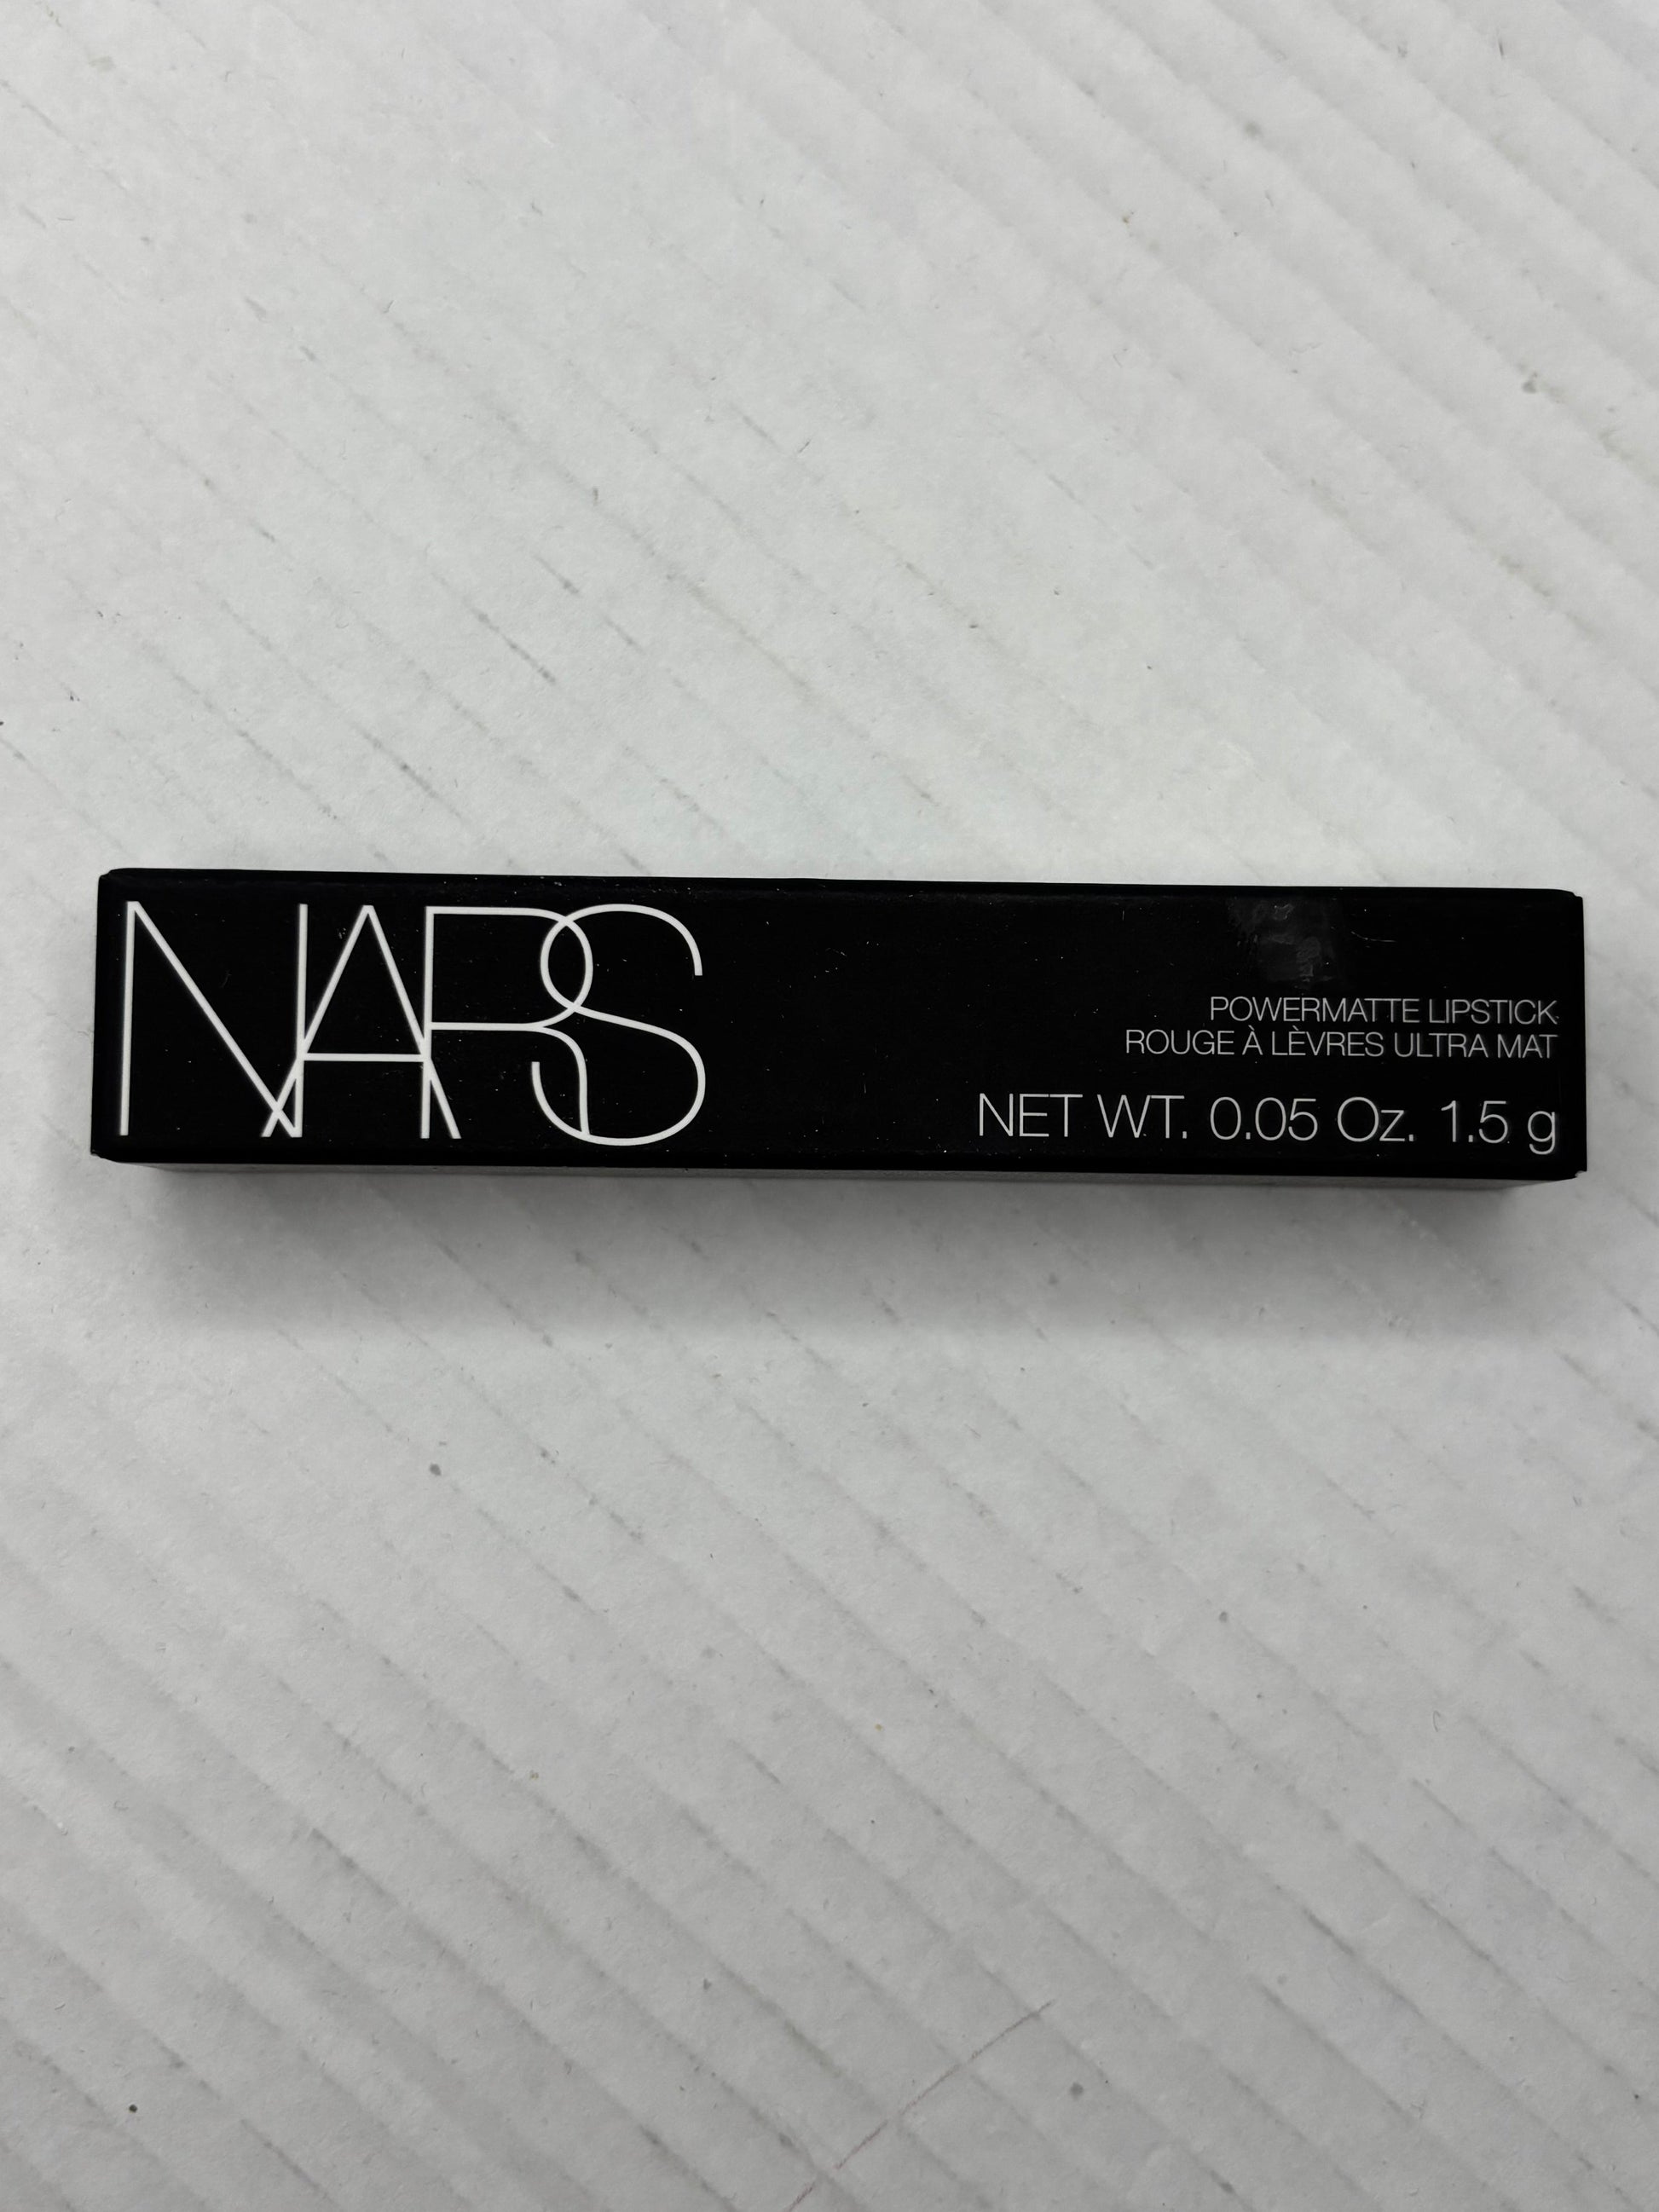 NARS
POWERMATTE LIPSTICK
ROUGE À LÈVRES ULTRA MAT
NET WT. 0.05 Oz. 1.5 g